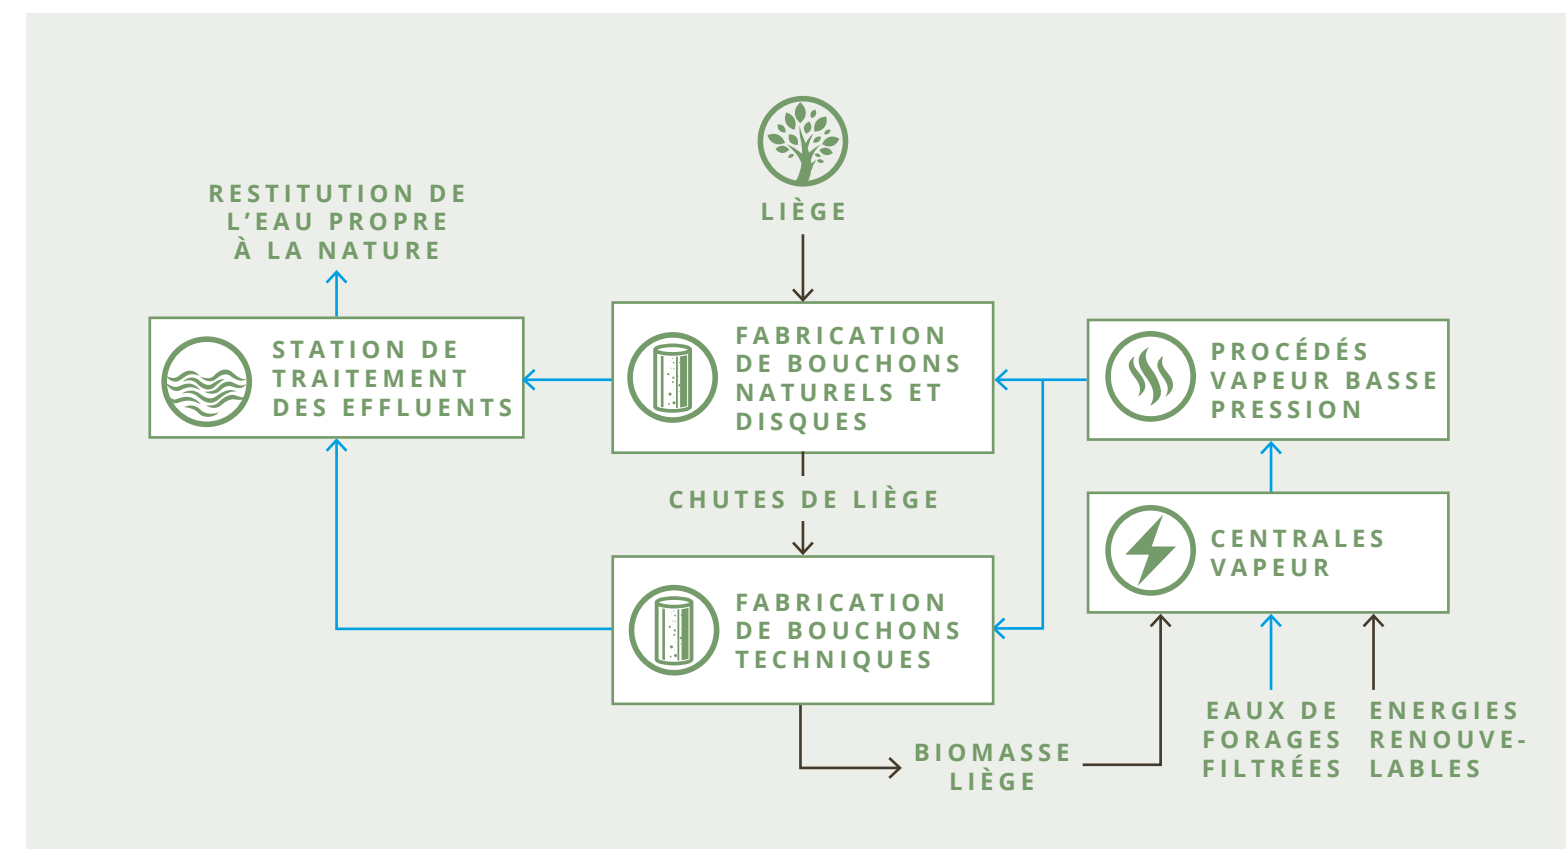 LIÈGE
RESTITUTION DE
L’EAU PROPRE
À LA NATURE
STATION DE
TRAITEMENT
DES EFFLUENTS
FABRICATION
DE BOUCHONS
NATURELS ET
DISQUES
PROCÉDÉS
VAPEUR BASSE
PRESSION
CHUTES DE LIÈGE
CENTRALES
VAPEUR
FABRICATION
DE BOUCHONS
TECHNIQUES
BIOMASSE
LIÈGE
EAUX DE
FORAGES
FILTRÉES
ENERGIES
RENOUVE-
LABLES